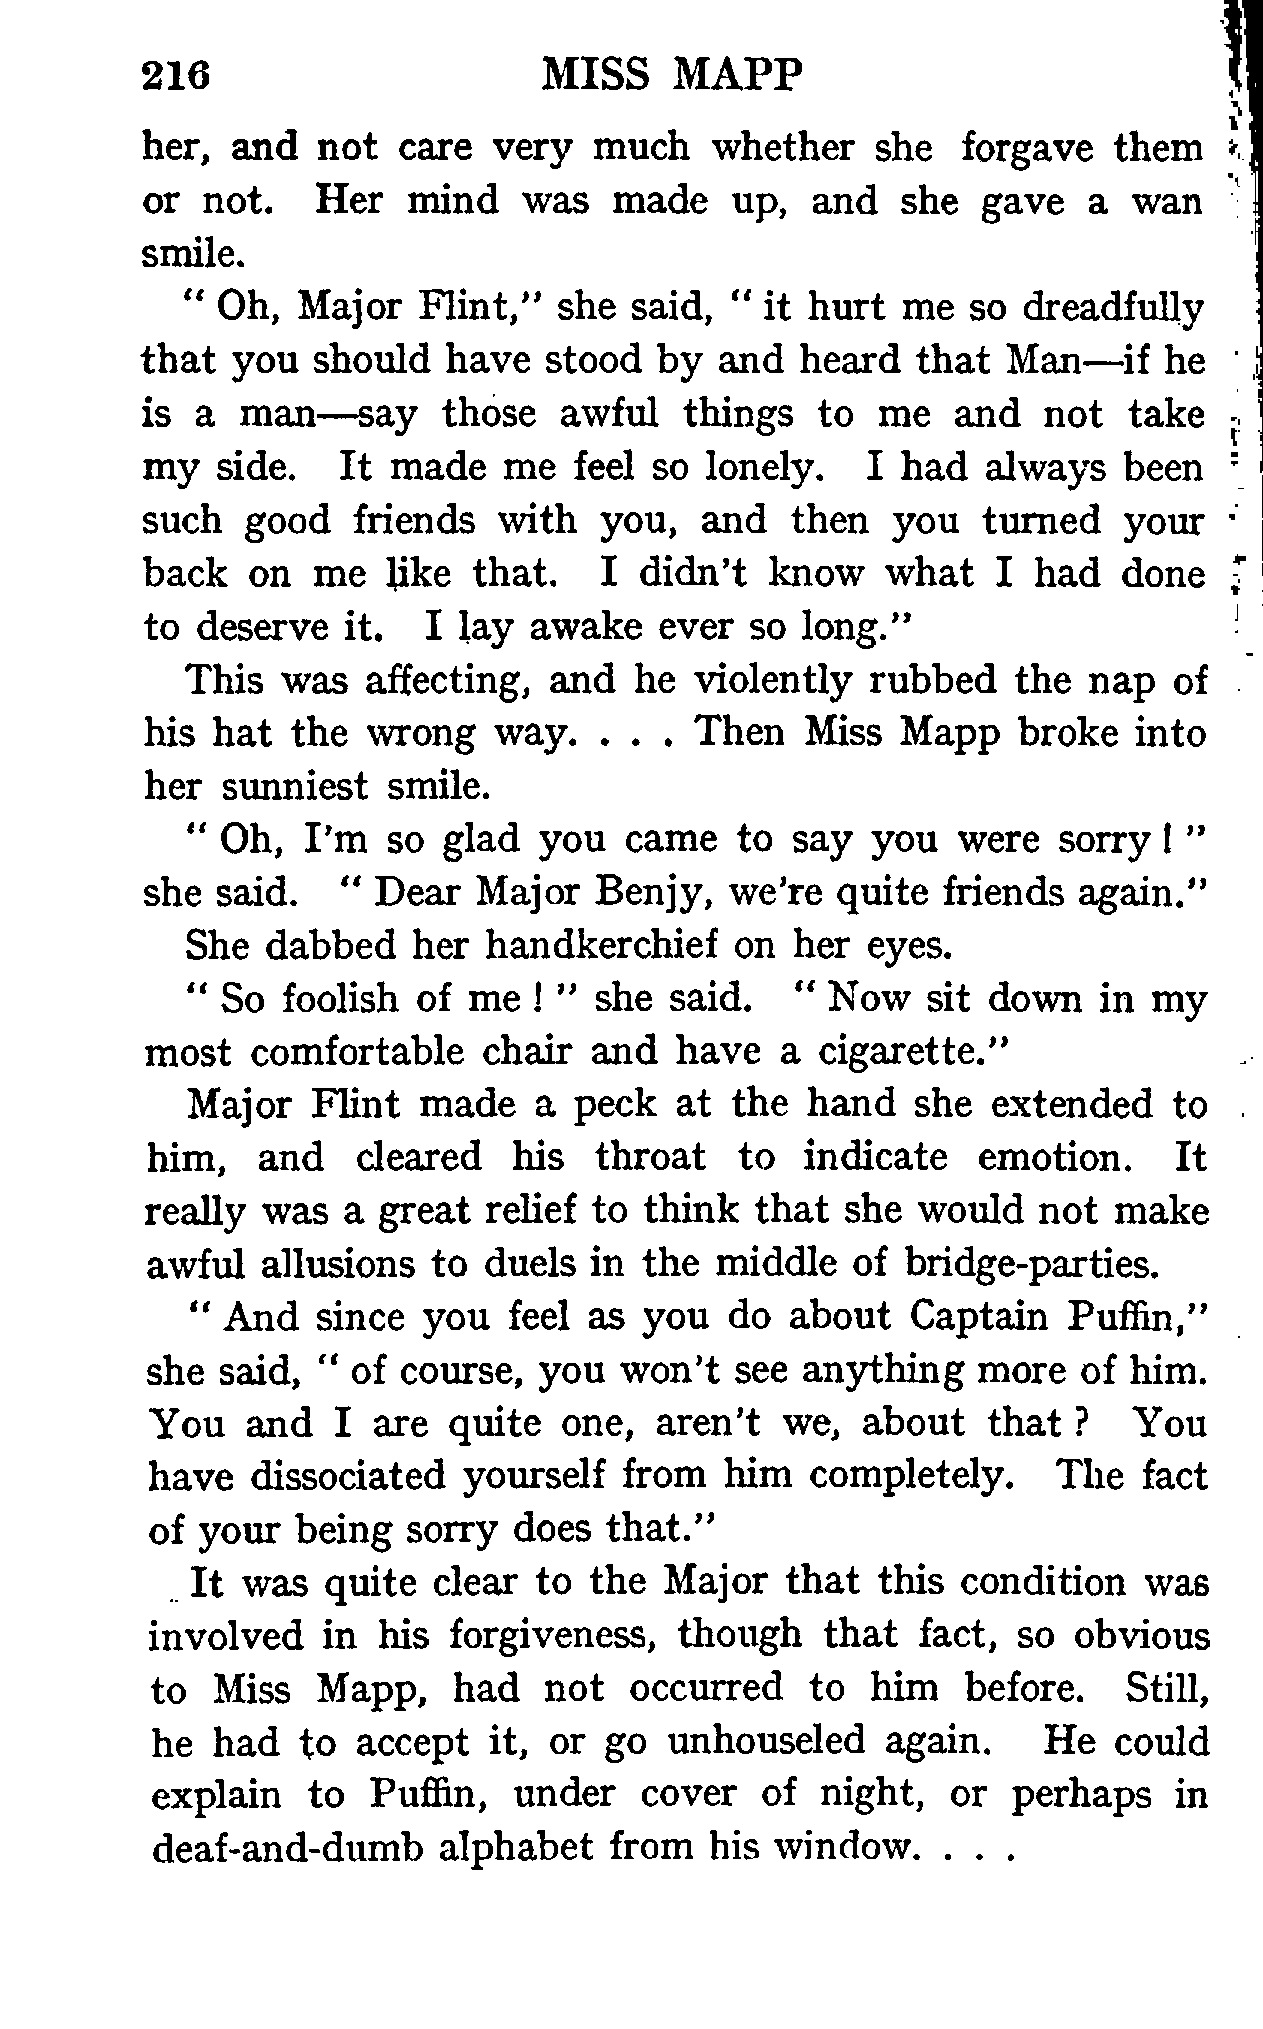 216 MISS MAPP
her, and not care very much whether she forgave them
or not. Her mind was made up, and she gave a wan
smile.
" Oh, Major Flint," she said, " it hurt me so dreadfully
that you should have stood by and heard that Man—if he
is a man—say those awful things to me and not take
my side. It made me feel so lonely. I had always been
such good friends with you, and then you turned your
back on me like that. I didn't know what I had done
to deserve it. I lay awake ever so long."
This was affecting, and he violently rubbed the nap of
his hat the wrong way. . . . Then Miss Mapp broke into
her sunniest smile.
" Oh, I'm so glad you came to say you were sorry ! "
she said. " Dear Major Benjy, we're quite friends again."
She dabbed her handkerchief on her eyes.
" So foolish of me ! " she said. " Now sit down in my
most comfortable chair and have a cigarette."
Major Flint made a peck at the hand she extended to
him, and cleared his throat to indicate emotion. It
really was a great relief to think that she would not make
awful allusions to duels in the middle of bridge-parties.
" And since you feel as you do about Captain Puffin,"
she said, " of course, you won't see anything more of him.
You and I are quite one, aren't we, about that ? You
have dissociated yourself from him completely. The fact
of your being sorry does that."
It was quite clear to the Major that this condition was
involved in his forgiveness, though that fact, so obvious
to Miss Mapp, had not occurred to him before. Still,
he had to accept it, or go unhouseled again. He could
explain to Puffin, under cover of night, or perhaps in
deaf-and-dumb alphabet from his window. . . .